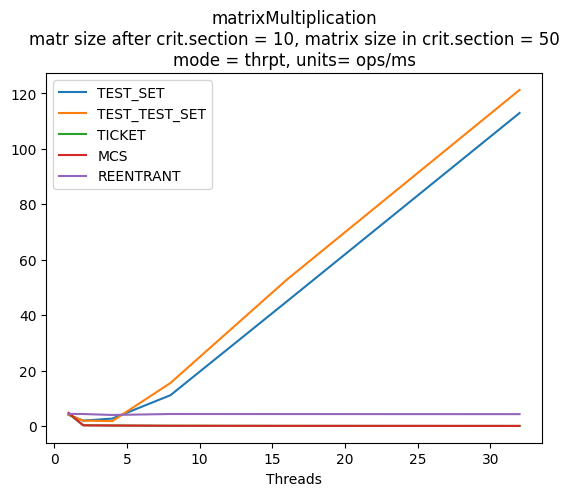 matrixMultiplication
matr size after crit.section = 10, matrix size in crit.section = 50
mode = thrpt, units= ops/ms
TEST_SET
TEST_TEST_SET
TICKET
MCS
REENTRANT
120
100
80
60
40
20
0
0 5 10 15 20 25 30
Threads